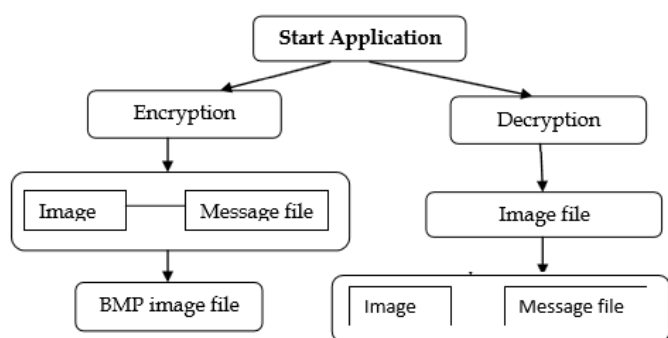 Start Application
Encryption
Decryption
Image
Message file
Image file
BMP image file
Image
Message file